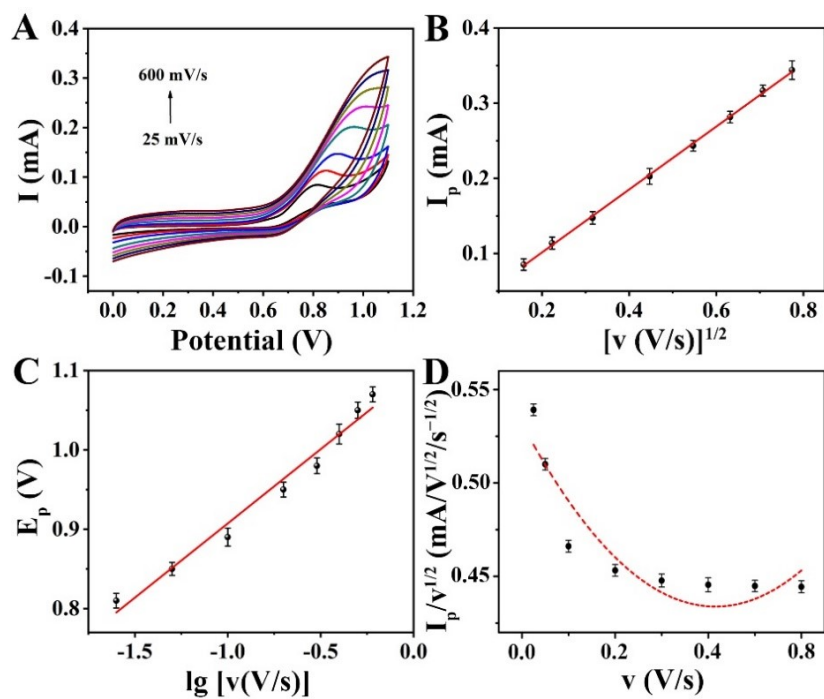 A
600 mV/s
25 mV/s
I (mA)
0.4
0.3
0.2
0.1
0.0
-0.1
0.0 0.2 0.4 0.6 0.8 1.0 1.2
Potential (V)
B
Ip (mA)
0.4
0.3
0.2
0.1
0.2 0.4 0.6 0.8
[v (V/s)]1/2
C
Ep (V)
1.1
1.0
0.9
0.8
-1.5 -1.0 -0.5 0.0
lg [v(V/s)]
D
Ip/v1/2 (mA/V1/2/s−1/2)
0.55
0.50
0.45
0.0 0.2 0.4 0.8
v (V/s)